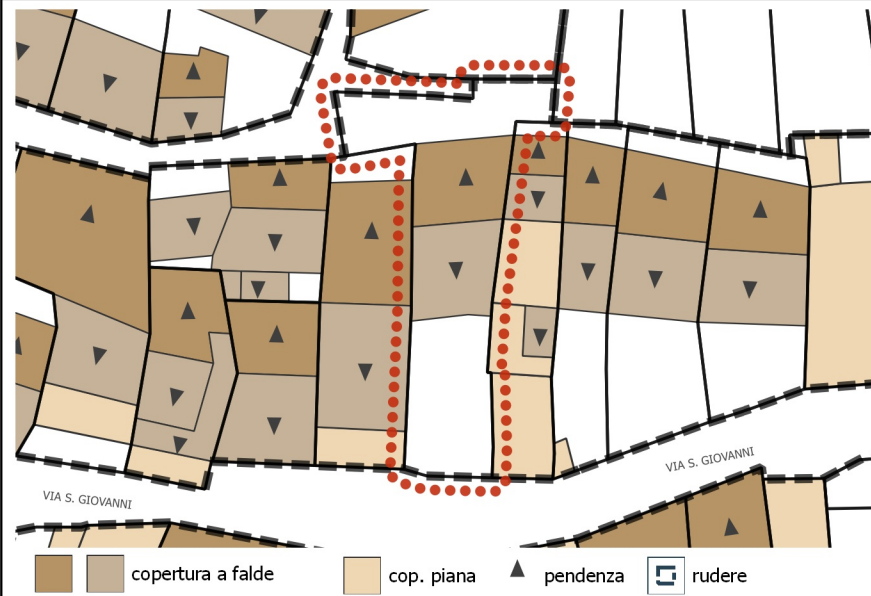 VIA S. GIOVANNI
VIA S. GIOVANNI
copertura a falde
cop. piana
pendenza
rudere